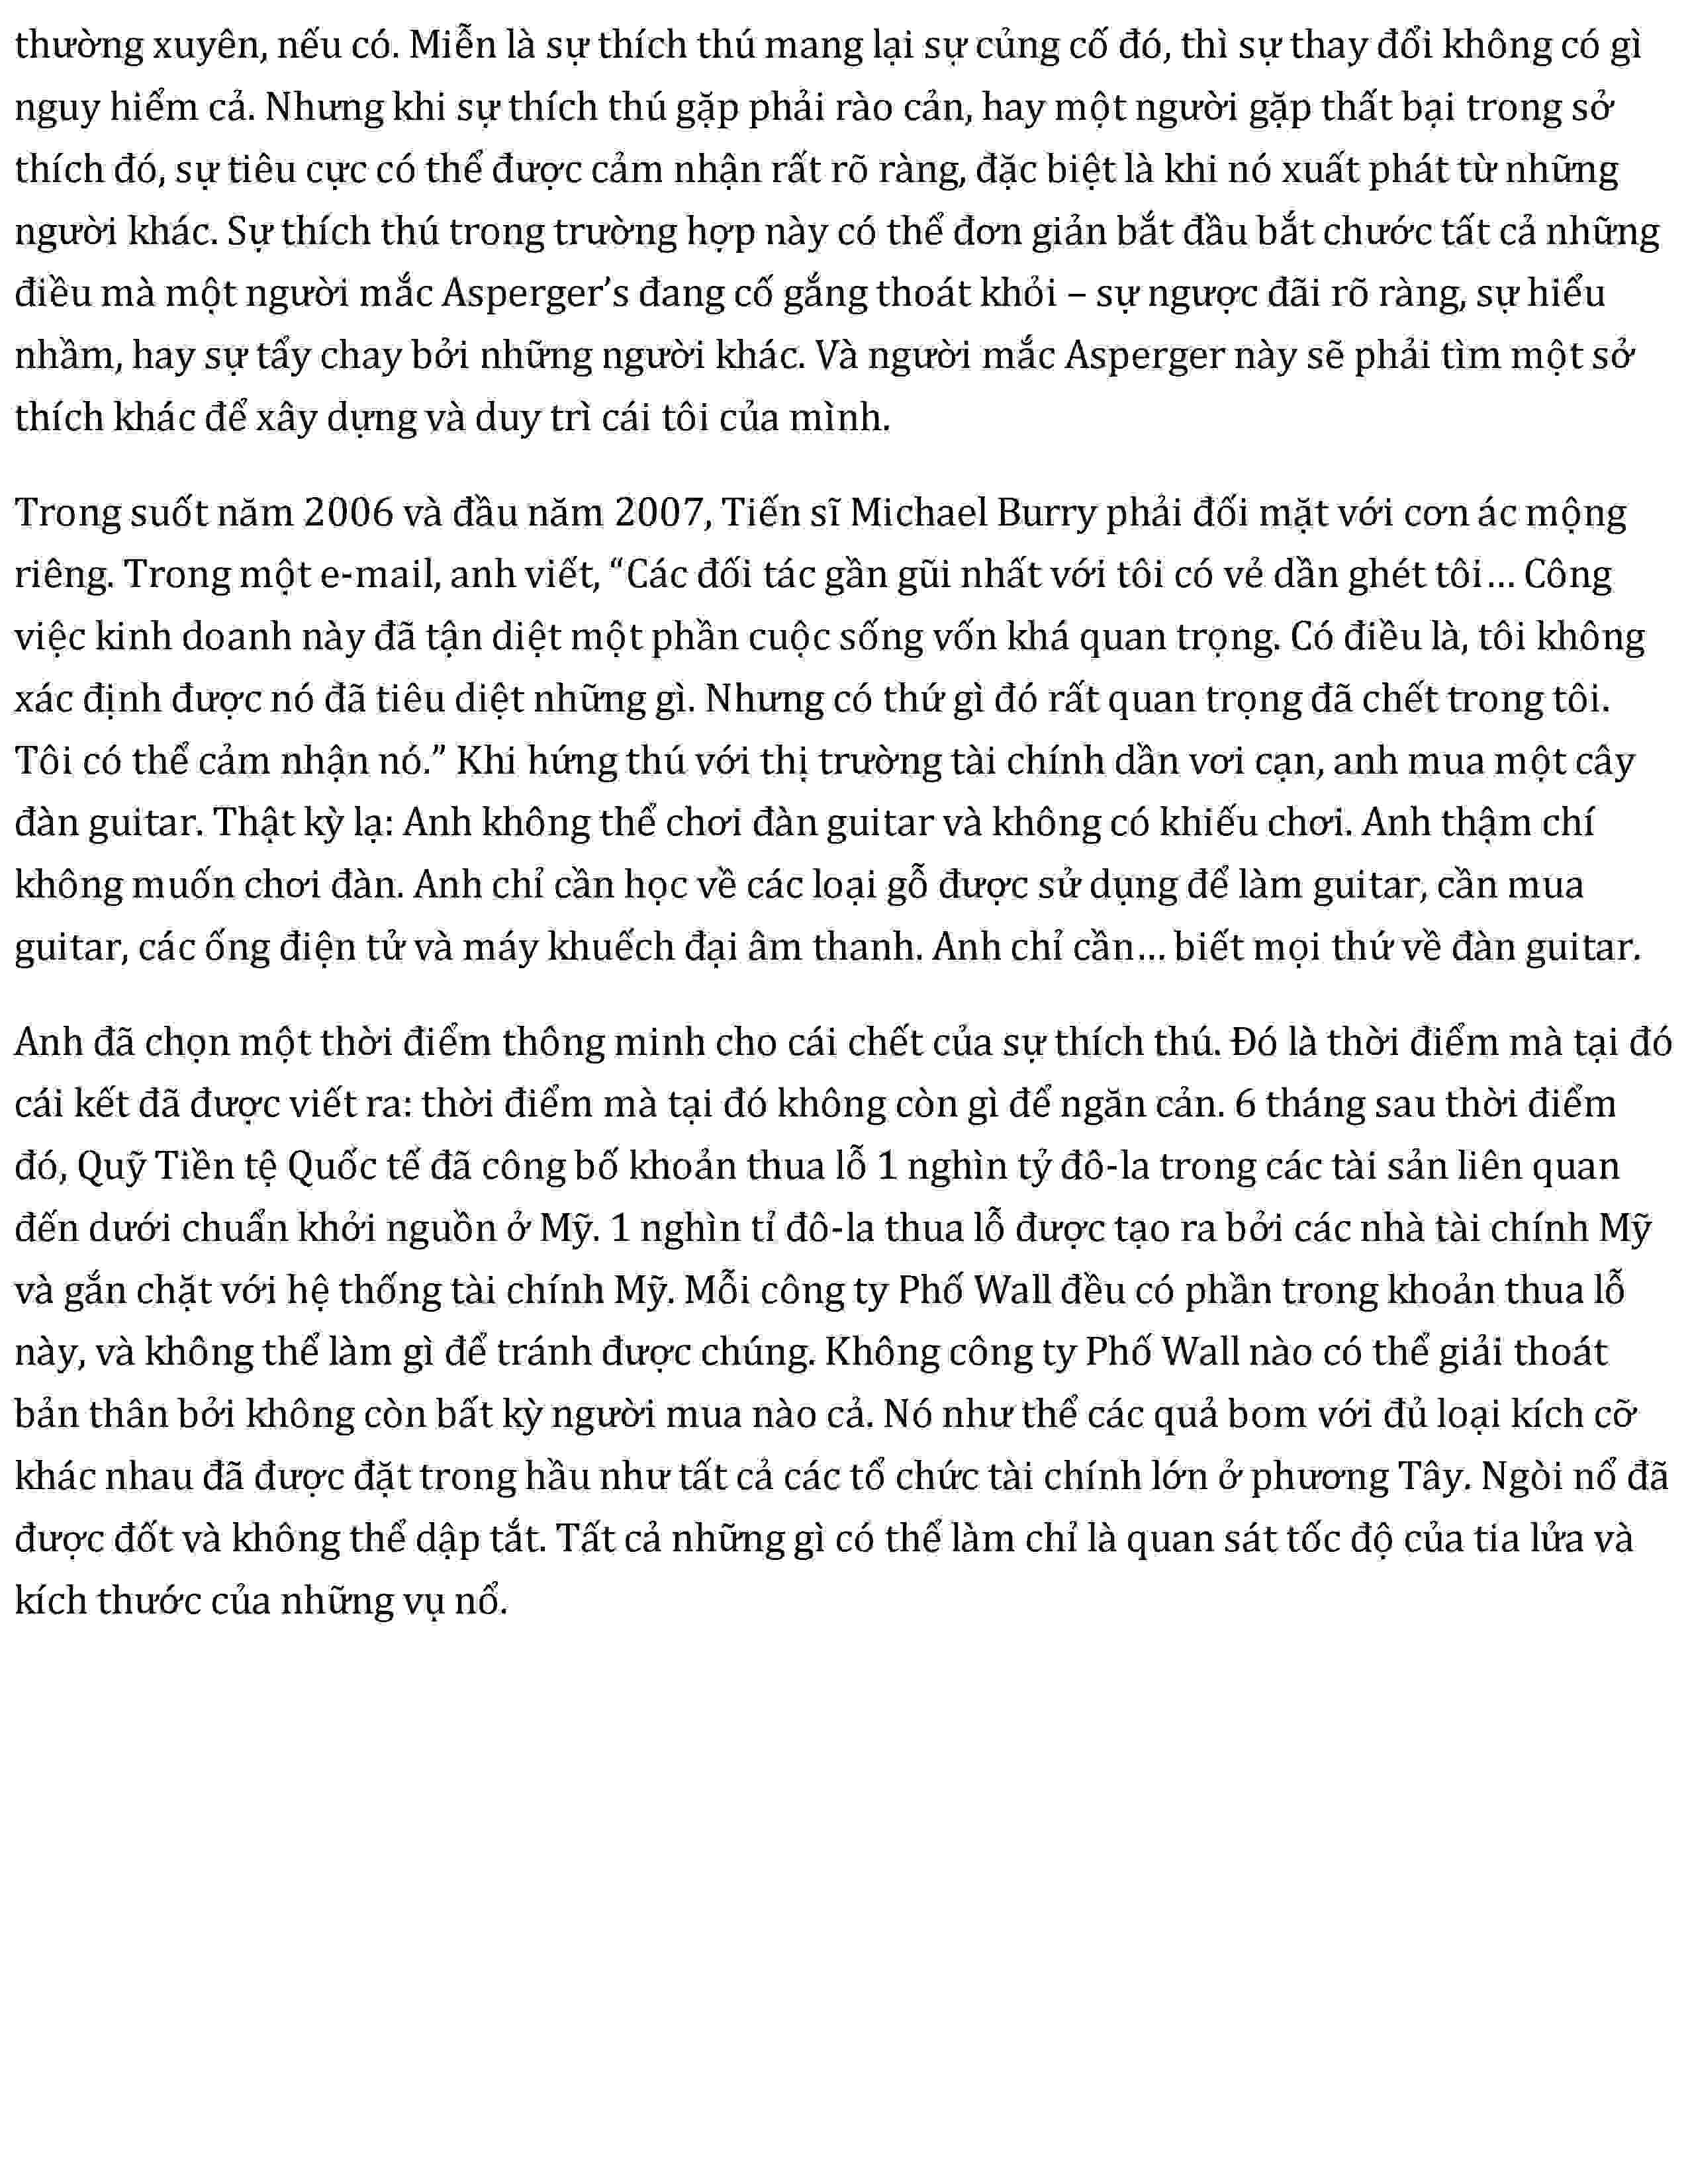 thường xuyên, nếu có. Miễn là sự thích thú mang lại sự củng cố đó, thì sự thay đổi không có gì
nguy hiểm cả. Nhưng khi sự thích thú gặp phải rào cản, hay một người gặp thất bại trong sở
thích đó, sự tiêu cực có thể được cảm nhận rất rõ ràng, đặc biệt là khi nó xuất phát từ những
người khác. Sự thích thú trong trường hợp này có thể đơn giản bắt đầu bắt chước tất cả những
điều mà một người mắc Asperger’s đang cố gắng thoát khỏi – sự ngược đãi rõ ràng, sự hiểu
nhầm, hay sự tẩy chay bởi những người khác. Và người mắc Asperger này sẽ phải tìm một sở
thích khác để xây dựng và duy trì cái tôi của mình.
Trong suốt năm 2006 và đầu năm 2007, Tiến sĩ Michael Burry phải đối mặt với cơn ác mộng
riêng. Trong một e-mail, anh viết, “Các đối tác gần gũi nhất với tôi có vẻ dần ghét tôi… Công
việc kinh doanh này đã tận diệt một phần cuộc sống vốn khá quan trọng. Có điều là, tôi không
xác định được nó đã tiêu diệt những gì. Nhưng có thứ gì đó rất quan trọng đã chết trong tôi.
Tôi có thể cảm nhận nó.” Khi hứng thú với thị trường tài chính dần vơi cạn, anh mua một cây
đàn guitar. Thật kỳ lạ: Anh không thể chơi đàn guitar và không có khiếu chơi. Anh thậm chí
không muốn chơi đàn. Anh chỉ cần học về các loại gỗ được sử dụng để làm guitar, cần mua
guitar, các ống điện tử và máy khuếch đại âm thanh. Anh chỉ cần… biết mọi thứ về đàn guitar.
Anh đã chọn một thời điểm thông minh cho cái chết của sự thích thú. Đó là thời điểm mà tại đó
cái kết đã được viết ra: thời điểm mà tại đó không còn gì để ngăn cản. 6 tháng sau thời điểm
đó, Quỹ Tiền tệ Quốc tế đã công bố khoản thua lỗ 1 nghìn tỷ đô-la trong các tài sản liên quan
đến dưới chuẩn khởi nguồn ở Mỹ. 1 nghìn tỉ đô-la thua lỗ được tạo ra bởi các nhà tài chính Mỹ
và gắn chặt với hệ thống tài chính Mỹ. Mỗi công ty Phố Wall đều có phần trong khoản thua lỗ
này, và không thể làm gì để tránh được chúng. Không công ty Phố Wall nào có thể giải thoát
bản thân bởi không còn bất kỳ người mua nào cả. Nó như thể các quả bom với đủ loại kích cỡ
khác nhau đã được đặt trong hầu như tất cả các tổ chức tài chính lớn ở phương Tây. Ngòi nổ đã
được đốt và không thể dập tắt. Tất cả những gì có thể làm chỉ là quan sát tốc độ của tia lửa và
kích thước của những vụ nổ.